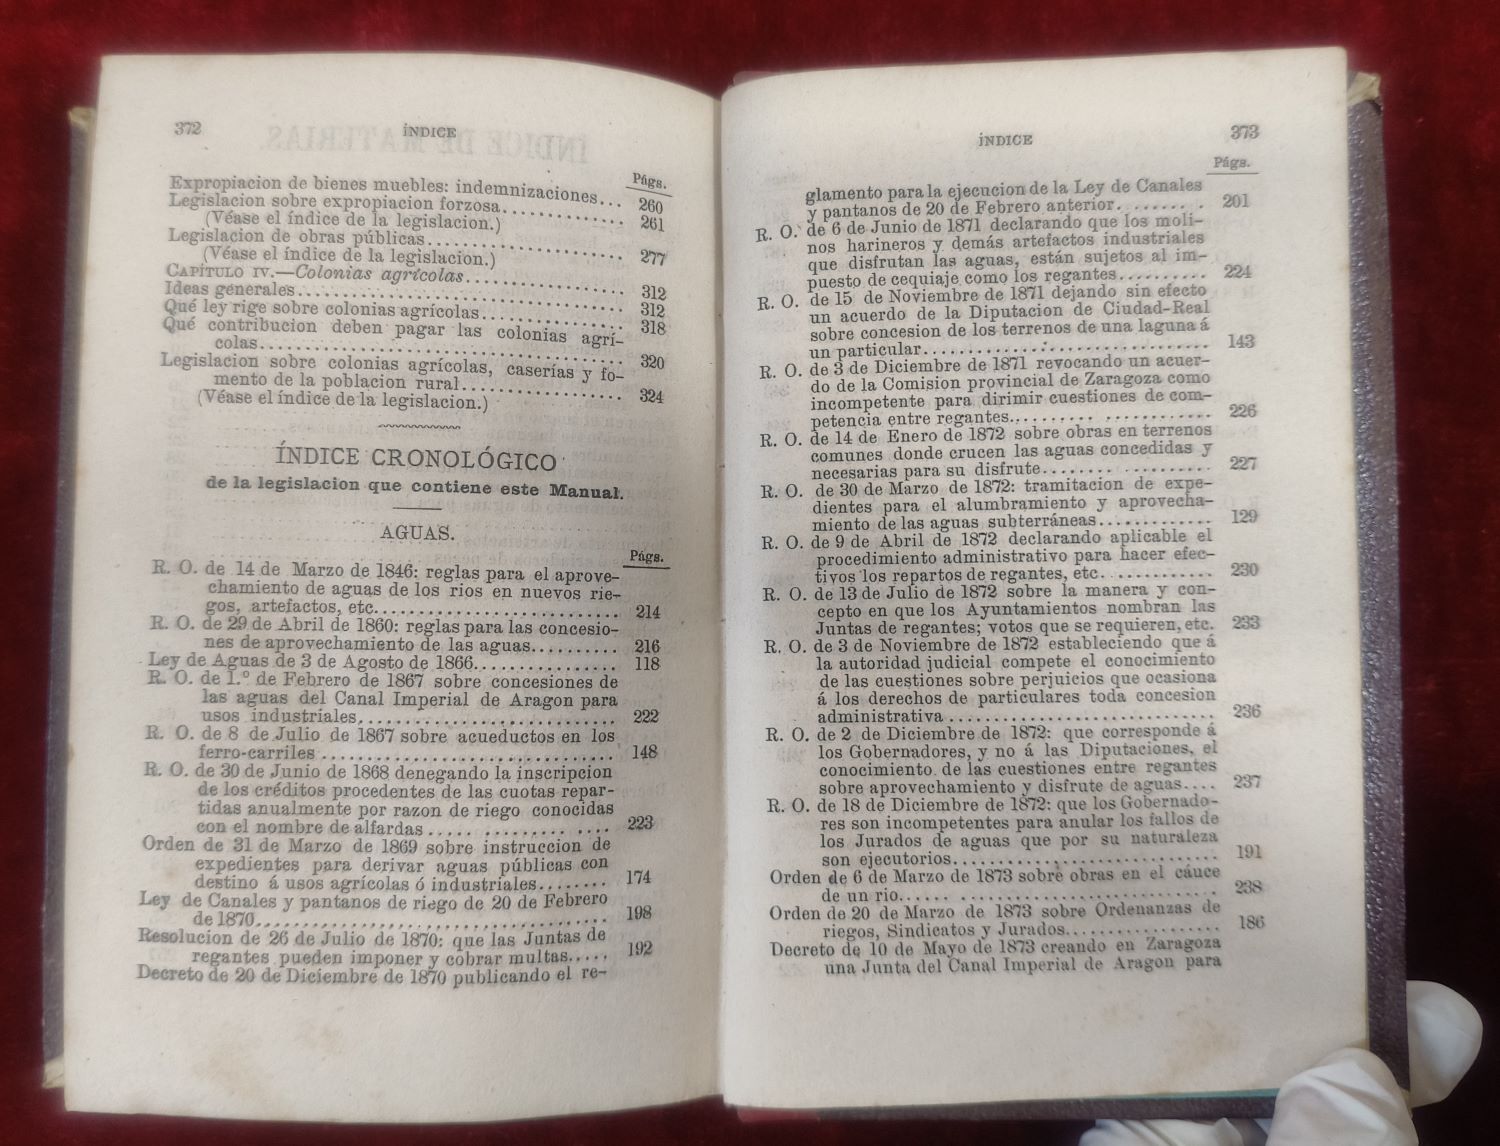 372
ÍNDICE
Págs.
Expropiacion de bienes muebles: indemnizaciones... 260
Legislacion sobre expropiacion forzosa.................. 261
(Véase el índice de la legislacion.)
Legislacion de obras públicas............................ 277
(Véase el índice de la legislacion.)
CAPÍTULO IV.—Colonias agrícolas...................... 312
Ideas generales........................................... 312
Qué ley rige sobre colonias agrícolas................... 318
Qué contribucion deben pagar las colonias agrí-
colas.................................................. 320
Legislacion sobre colonias agrícolas, caserías y fo-
mento de la poblacion rural......................... 324
(Véase el índice de la legislacion.)
ÍNDICE CRONOLÓGICO
de la legislacion que contiene este Manual.
AGUAS.
Págs.
R. O. de 14 de Marzo de 1846: reglas para el aprove-
chamiento de aguas de los rios en nuevos rie-
gos, artefactos, etc........................... 214
R. O. de 29 de Abril de 1860: reglas para las concesio-
nes de aprovechamiento de las aguas.......... 216
Ley de Aguas de 3 de Agosto de 1866................ 118
R. O. de 1.º de Febrero de 1867 sobre concesiones de
las aguas del Canal Imperial de Aragon para
usos industriales............................. 222
R. O. de 8 de Julio de 1867 sobre acueductos en los
ferro-carriles ................................ 148
R. O. de 30 de Junio de 1868 denegando la inscripcion
de los créditos procedentes de las cuotas repar-
tidas anualmente por razon de riego conocidas
con el nombre de alfardas ..... .......... .... 223
Orden de 31 de Marzo de 1869 sobre instruccion de
expedientes para derivar aguas públicas con
destino á usos agrícolas ó industriales........ 174
Ley de Canales y pantanos de riego de 20 de Febrero
de 1870....................................... 198
Resolucion de 26 de Julio de 1870: que las Juntas de
regantes pueden imponer y cobrar multas..... 192
Decreto de 20 de Diciembre de 1870 publicando el re-
ÍNDICE
373
Págs.
glamento para la ejecucion de la Ley de Canales
y pantanos de 20 de Febrero anterior........ . 201
R. O. de 6 de Junio de 1871 declarando que los moli-
nos harineros y demás artefactos industriales
que disfrutan las aguas, están sujetos al im-
puesto de cequiaje como los regantes.......... 224
R. O. de 15 de Noviembre de 1871 dejando sin efecto
un acuerdo de la Diputacion de Ciudad-Real
sobre concesion de los terrenos de una laguna á
un particular................................. 143
R. O. de 3 de Diciembre de 1871 revocando un acuer-
do de la Comision provincial de Zaragoza como
incompetente para dirimir cuestiones de com-
petencia entre regantes.......... ............ 226
R. O. de 14 de Enero de 1872 sobre obras en terrenos
comunes donde crucen las aguas concedidas y
necesarias para su disfrute........ .......... 227
R. O. de 30 de Marzo de 1872: tramitacion de expe-
dientes para el alumbramiento y aprovecha-
miento de las aguas subterráneas............ 129
R. O. de 9 de Abril de 1872 declarando aplicable el
procedimiento administrativo para hacer efec-
tivos los repartos de regantes, etc............ 230
R. O. de 13 de Julio de 1872 sobre la manera y con-
cepto en que los Ayuntamientos nombran las
Juntas de regantes; votos que se requieren, etc. 233
R. O. de 3 de Noviembre de 1872 estableciendo que á
la autoridad judicial compete el conocimiento
de las cuestiones sobre perjuicios que ocasiona
á los derechos de particulares toda concesion
administrativa ............................... 236
R. O. de 2 de Diciembre de 1872: que corresponde á
los Gobernadores, y no á las Diputaciones, el
conocimiento de las cuestiones entre regantes
sobre aprovechamiento y disfrute de aguas.... 237
R. O. de 18 de Diciembre de 1872: que los Gobernado-
res son incompetentes para anular los fallos de
los Jurados de aguas que por su naturaleza
son ejecutorios............................... 191
Orden de 6 de Marzo de 1873 sobre obras en el cáuce
de un rio...... .............................. 238
Orden de 20 de Marzo de 1873 sobre Ordenanzas de
riegos, Sindicatos y Jurados.................. 186
Decreto de 10 de Mayo de 1873 creando en Zaragoza
una Junta del Canal Imperial de Aragon para